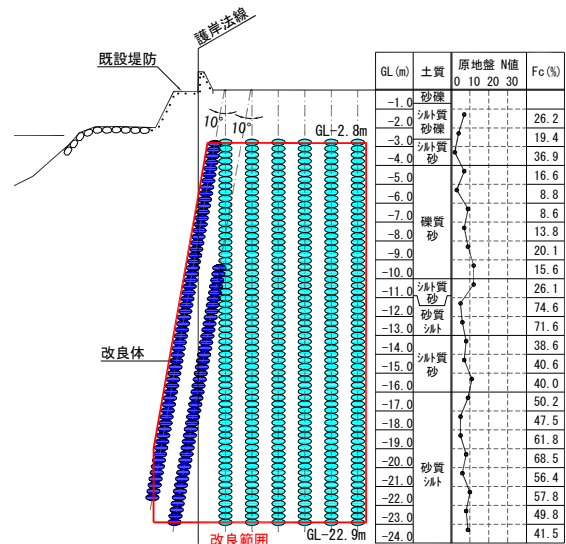 護岸法線
既設堤防
10°
10°
GL-2.8m
改良体
改良範囲
GL-22.9m
GL(m) 土質 原地盤 N値 Fc(%)
0 10 20 30
砂礫
-1.0
シルト質
砂礫
26.2
-2.0
19.4
-3.0
シルト質
砂
36.9
-4.0
16.6
-5.0
8.8
-6.0
8.6
-7.0
礫質
砂
13.8
-8.0
20.1
-9.0
15.6
-10.0
シルト質
砂
26.1
-11.0
74.6
-12.0
砂質
シルト
71.6
-13.0
38.6
-14.0
シルト質
砂
40.6
-15.0
40.0
-16.0
50.2
-17.0
47.5
-18.0
61.8
-19.0
68.5
-20.0
砂質
シルト
56.4
-21.0
57.8
-22.0
49.8
-23.0
41.5
-24.0